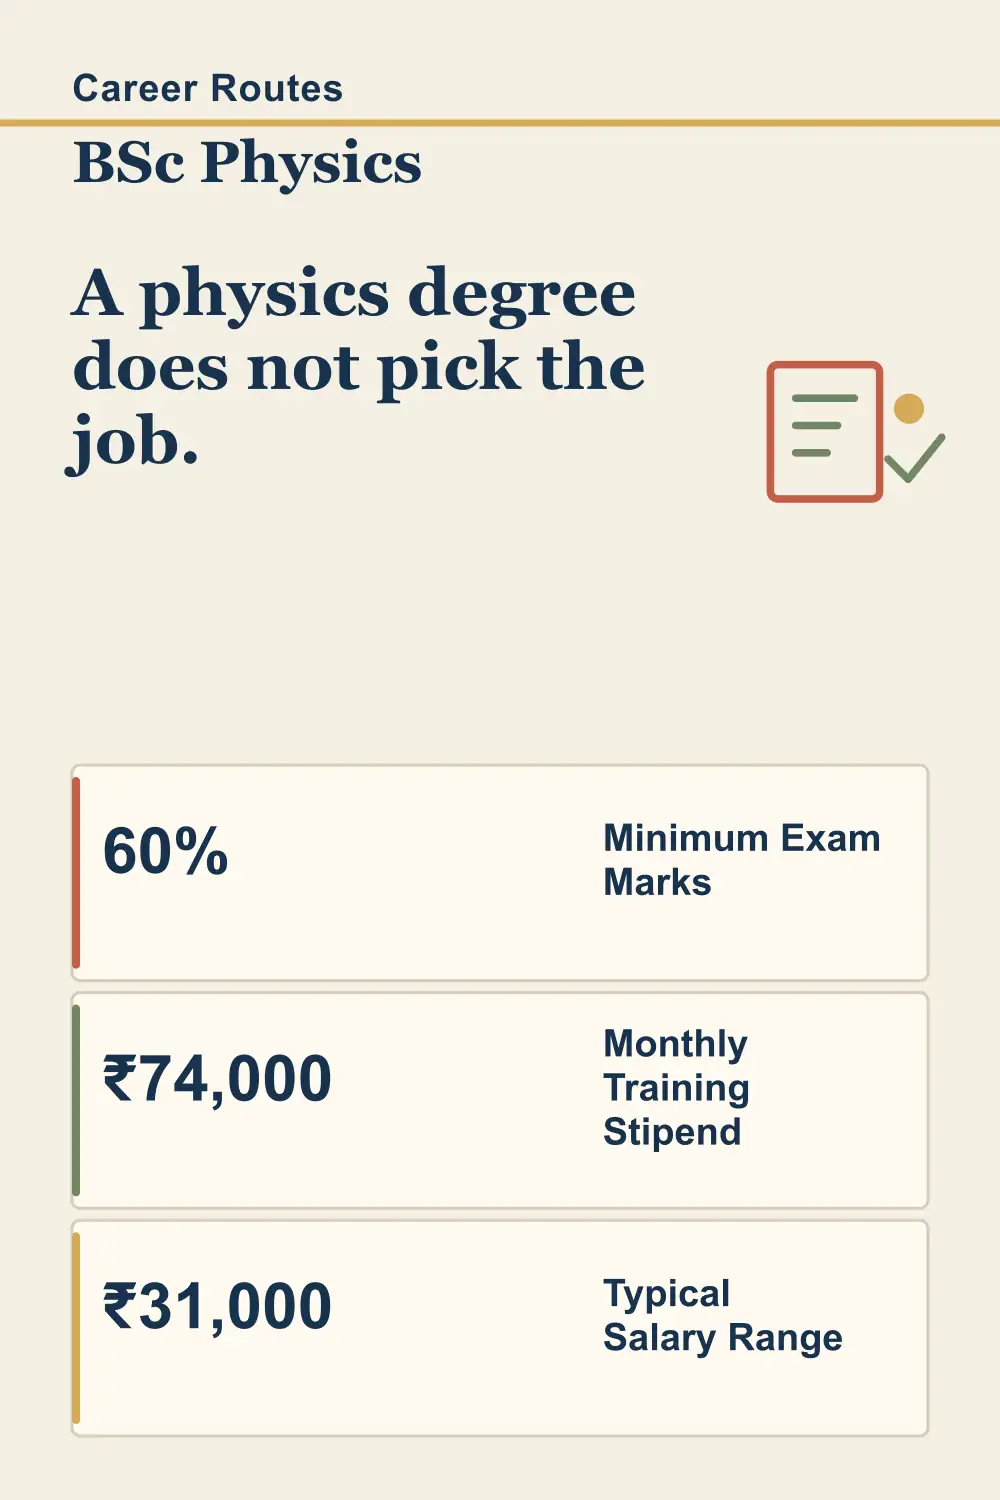 Career Routes
BSc Physics
A physics degree
does not pick the
job.
60%
Minimum Exam
Marks
₹74,000
Monthly
Training
Stipend
₹31,000
Typical
Salary Range